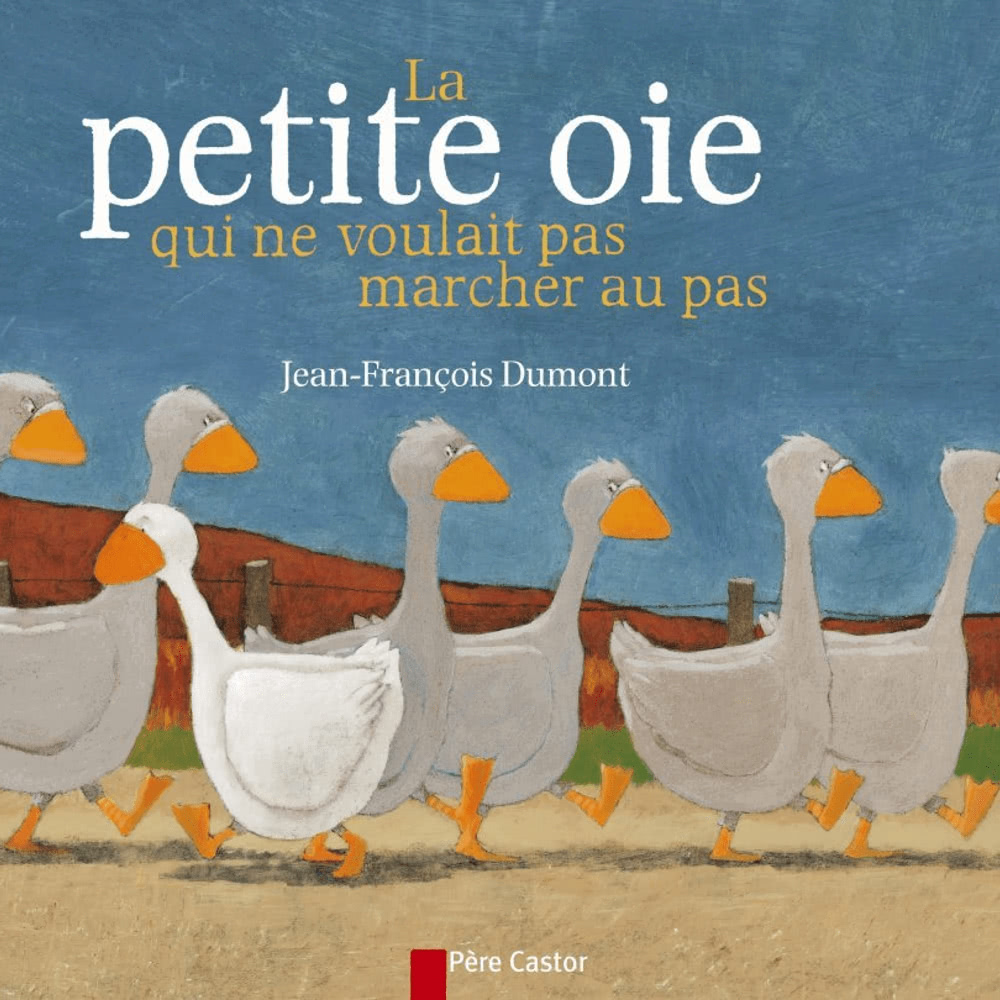 La
petite oie
qui ne voulait pas
marcher au pas
Jean-François Dumont
Père Castor